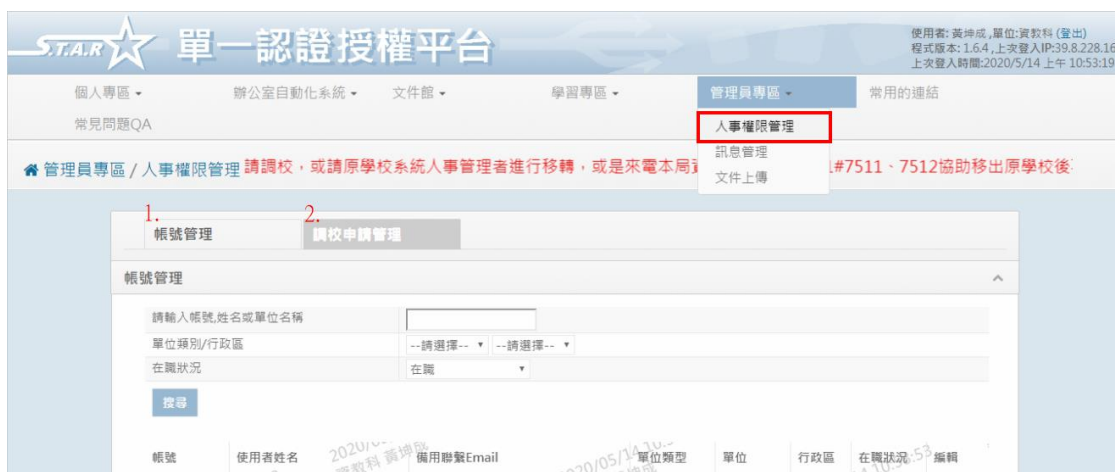 S.T.A.R 單一認證授權平台
使用者: 黃坤成 ,單位:資教科 (登出)
程式版本: 1.6.4 ,上次登入IP:39.8.228.16
上次登入時間:2020/5/14 上午 10:53:19
個人專區 辦公室自動化系統 文件館 學習專區 管理員專區 常用的連結
常見問題QA
人事權限管理
訊息管理
文件上傳
管理員專區 / 人事權限管理 請調校，或請原學校系統人事管理者進行移轉，或是來電本局 #7511、7512協助移出原學校後
1. 2.
帳號管理 調校申請管理
帳號管理
請輸入帳號,姓名或單位名稱
單位類別/行政區 --請選擇-- --請選擇--
在職狀況 在職
搜尋
帳號 使用者姓名 備用聯繫Email 單位類型 單位 行政區 在職狀況 編輯